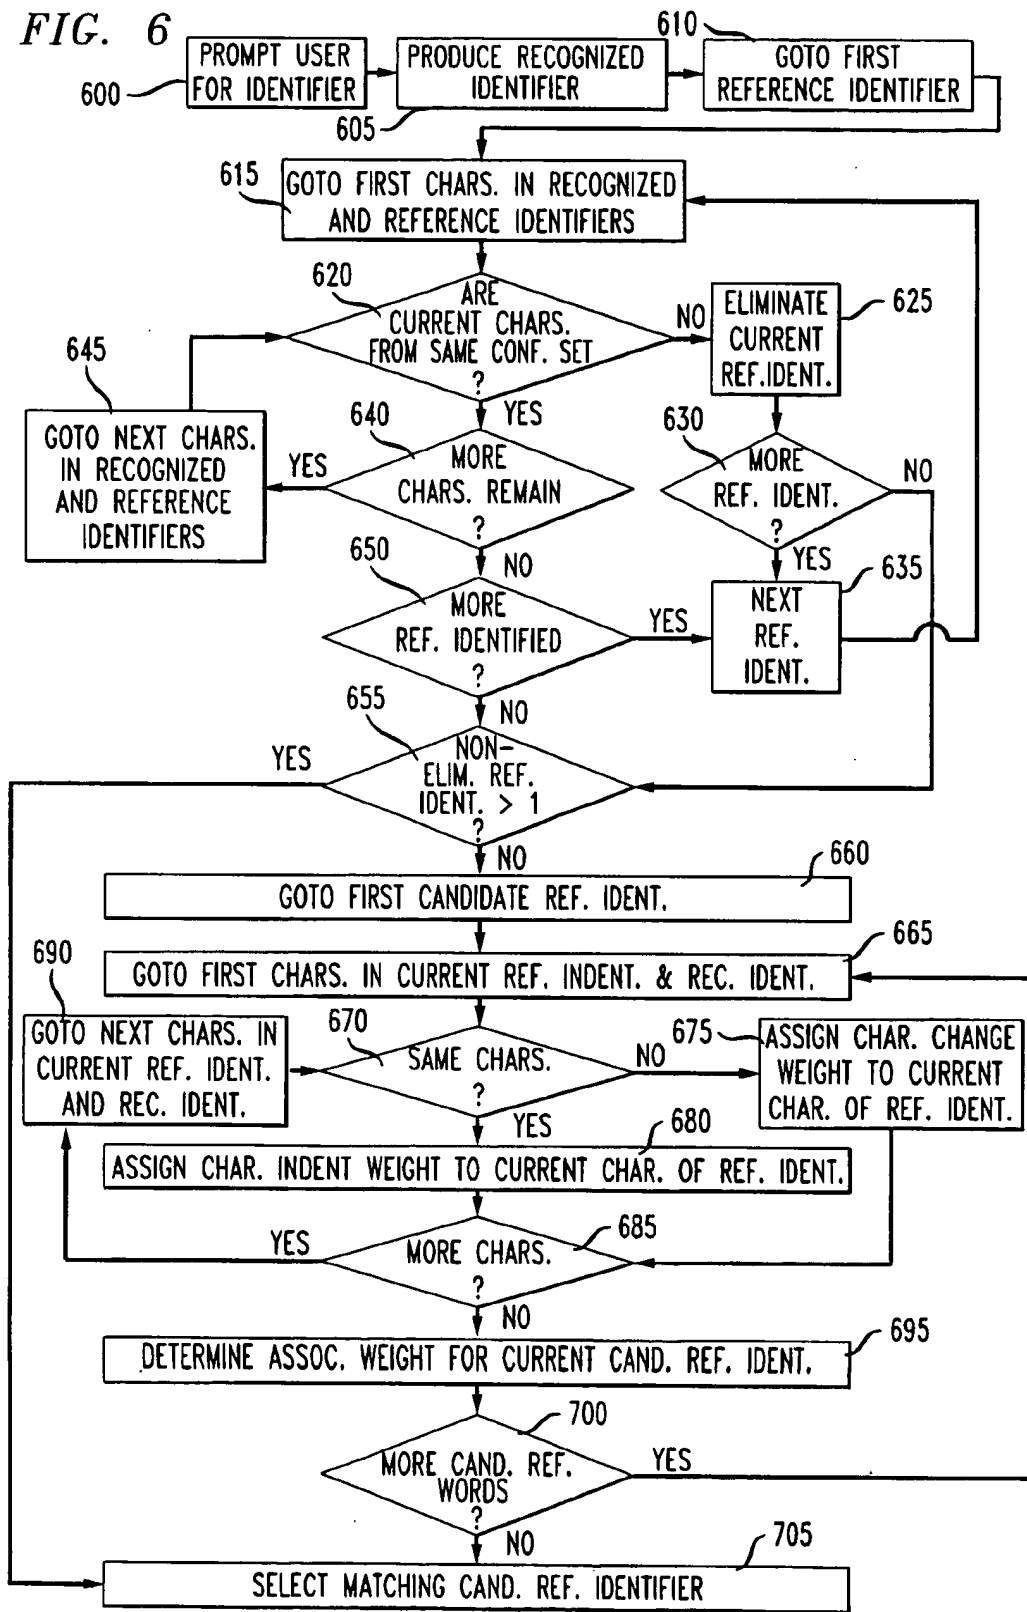 FIG. 6
PROMPT USER
FOR IDENTIFIER
600
PRODUCE RECOGNIZED
IDENTIFIER
605
610
GOTO FIRST
REFERENCE IDENTIFIER
615
GOTO FIRST CHARS. IN RECOGNIZED
AND REFERENCE IDENTIFIERS
620
ARE
CURRENT CHARS.
FROM SAME CONF. SET
?
NO
ELIMINATE
CURRENT
REF.IDENT.
625
YES
645
GOTO NEXT CHARS.
IN RECOGNIZED
AND REFERENCE
IDENTIFIERS
YES
640
MORE
CHARS. REMAIN
?
NO
630
MORE
REF. IDENT.
?
NO
YES
635
NEXT
REF.
IDENT.
650
MORE
REF. IDENTIFIED
?
YES
NO
655
NON-
ELIM. REF.
IDENT. > 1
?
YES
NO
660
GOTO FIRST CANDIDATE REF. IDENT.
665
GOTO FIRST CHARS. IN CURRENT REF. INDENT. & REC. IDENT.
690
GOTO NEXT CHARS. IN
CURRENT REF. IDENT.
AND REC. IDENT.
670
SAME CHARS.
?
NO
675
ASSIGN CHAR. CHANGE
WEIGHT TO CURRENT
CHAR. OF REF. IDENT.
YES
680
ASSIGN CHAR. INDENT WEIGHT TO CURRENT CHAR. OF REF. IDENT.
685
MORE CHARS.
?
YES
NO
695
DETERMINE ASSOC. WEIGHT FOR CURRENT CAND. REF. IDENT.
700
MORE CAND. REF.
WORDS
?
YES
NO
705
SELECT MATCHING CAND. REF. IDENTIFIER